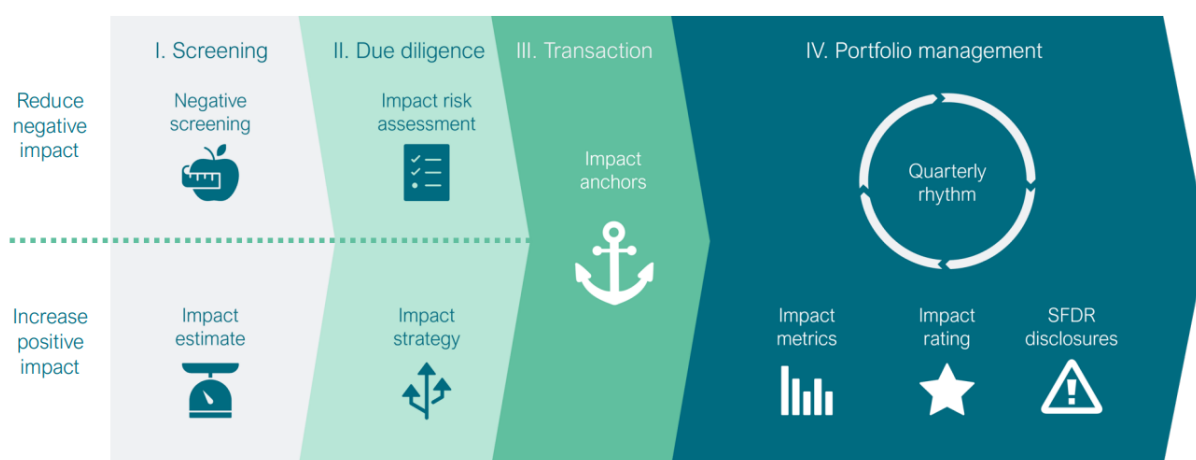 I. Screening
II. Due diligence
III. Transaction
IV. Portfolio management
Reduce
negative
impact
Negative
screening
Impact risk
assessment
Impact
anchors
Quarterly
rhythm
Increase
positive
impact
Impact
estimate
Impact
strategy
Impact
metrics
Impact
rating
SFDR
disclosures